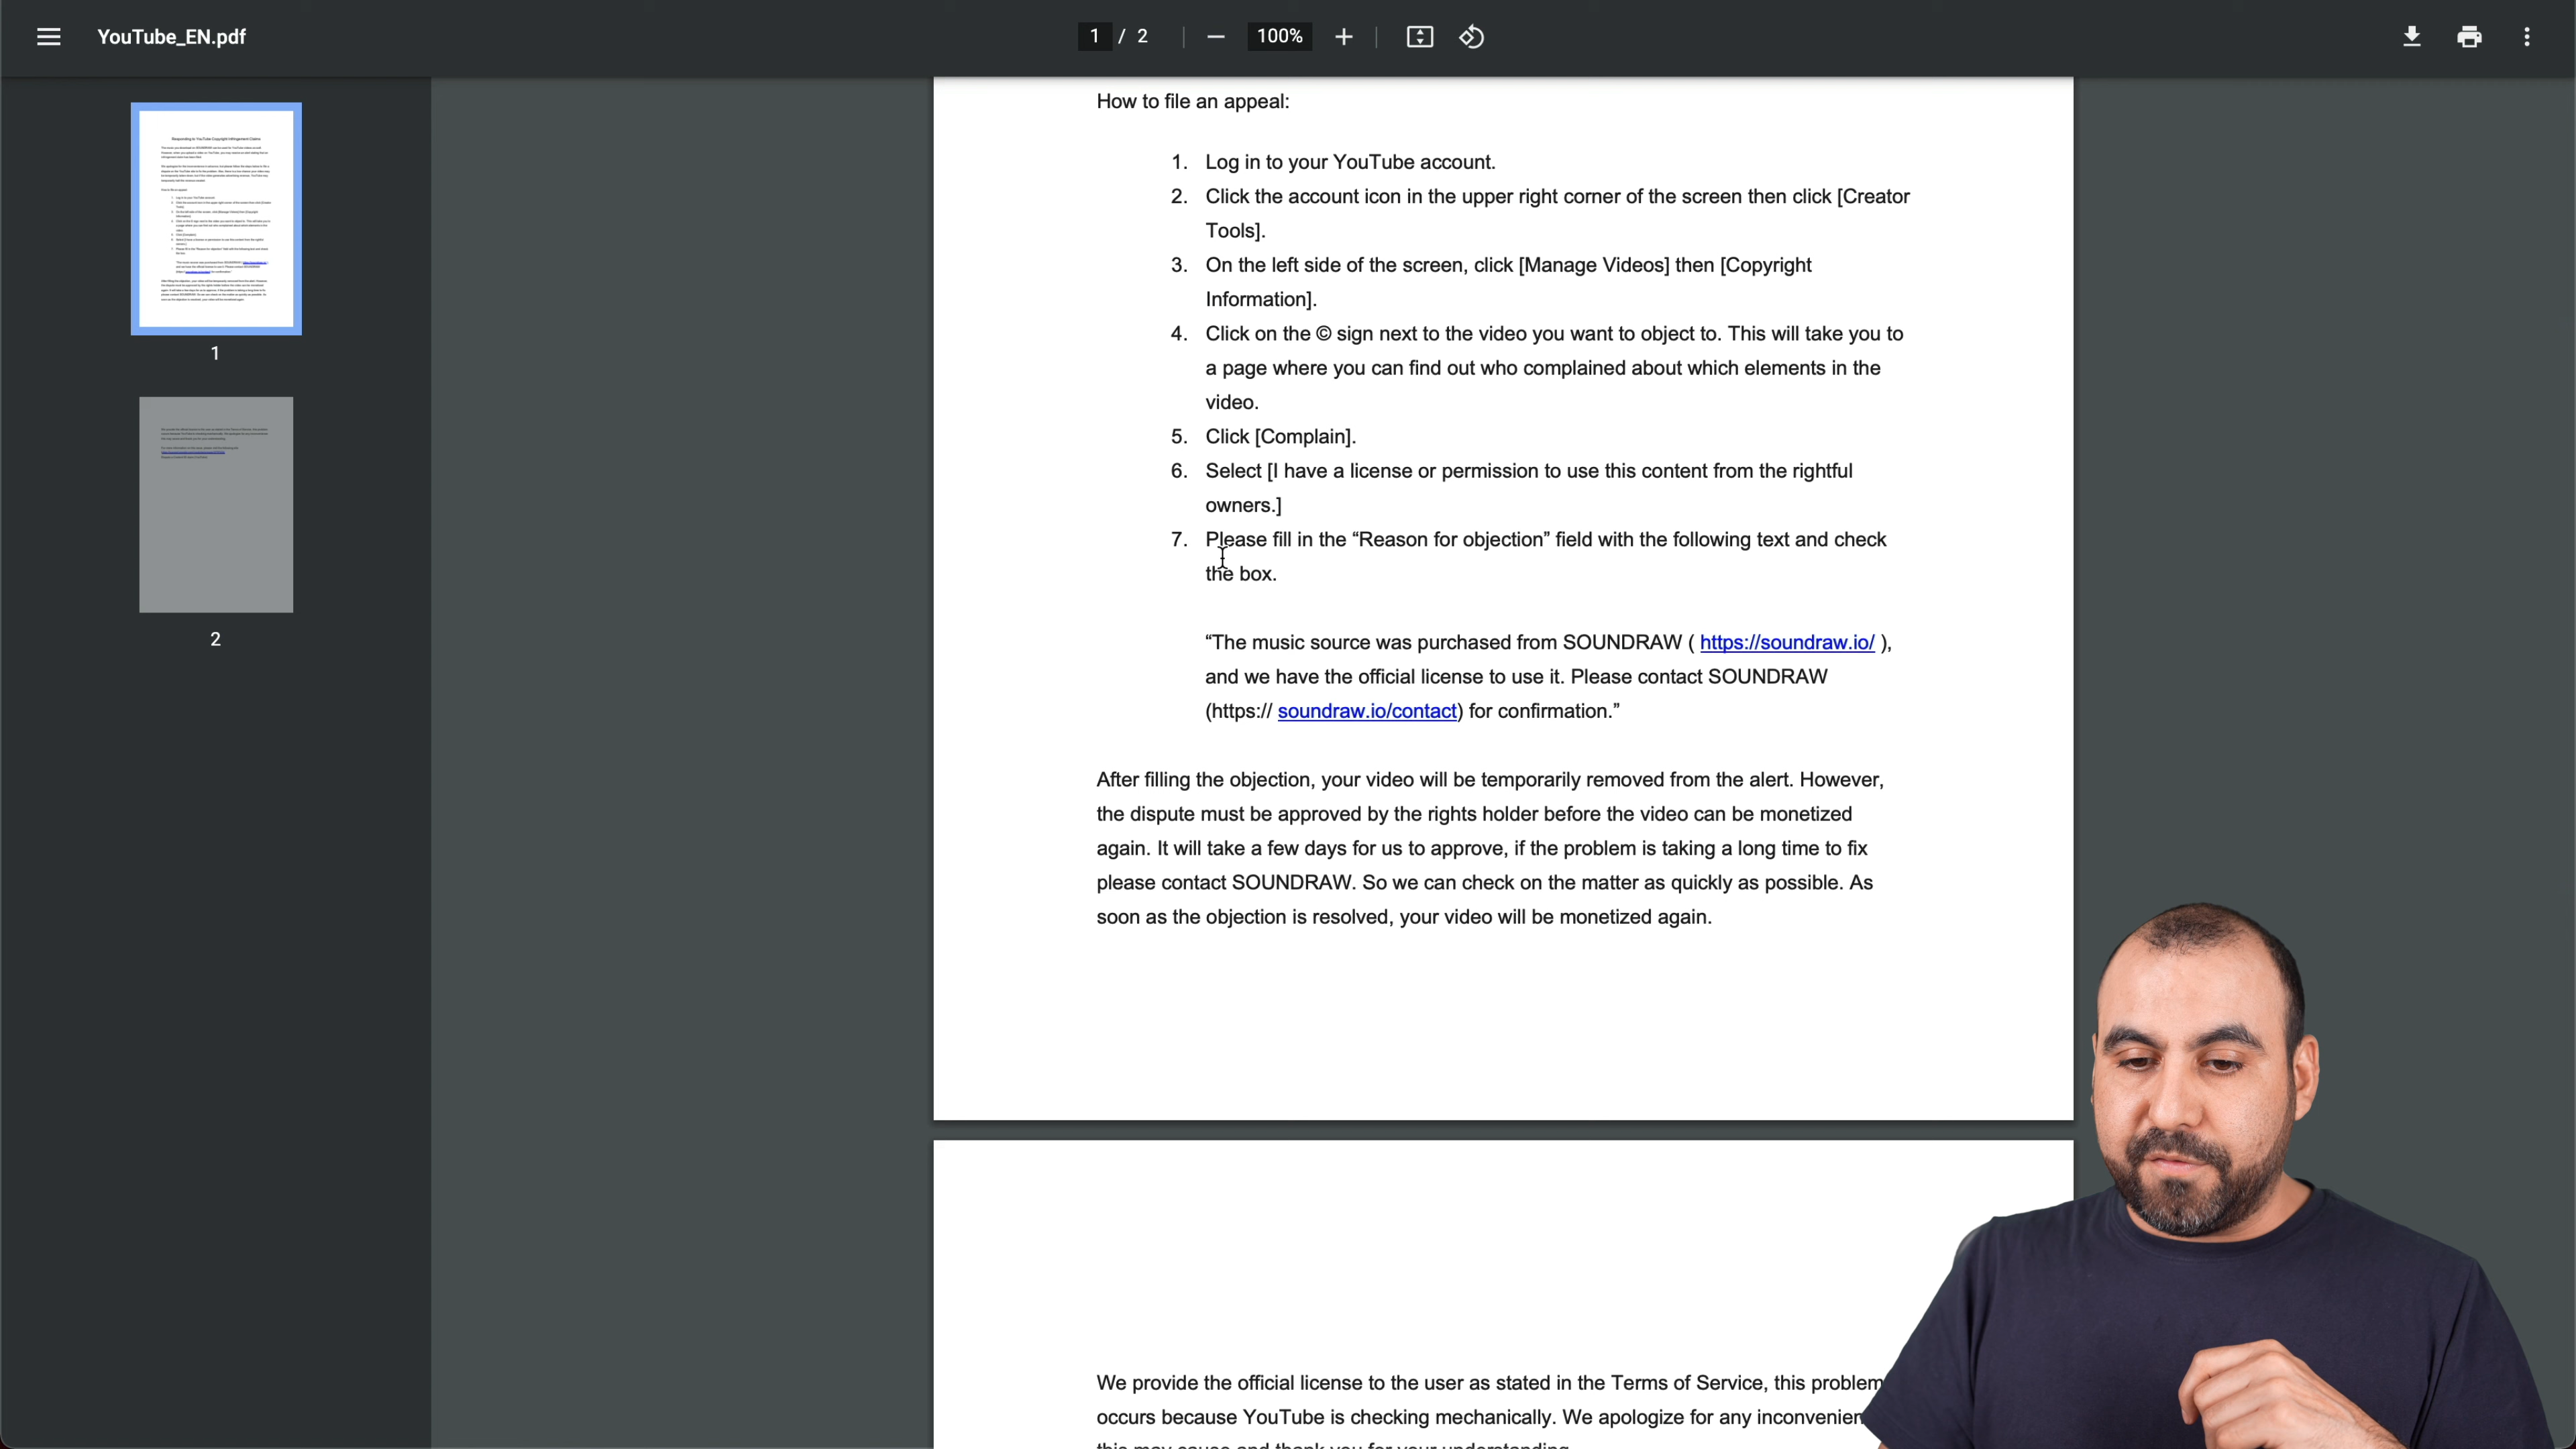 YouTube_EN.pdf
1 / 2
100%
1
2
How to file an appeal:
1. Log in to your YouTube account.
2. Click the account icon in the upper right corner of the screen then click [Creator
Tools].
3. On the left side of the screen, click [Manage Videos] then [Copyright
Information].
4. Click on the © sign next to the video you want to object to. This will take you to
a page where you can find out who complained about which elements in the
video.
5. Click [Complain].
6. Select [I have a license or permission to use this content from the rightful
owners.]
7. Please fill in the “Reason for objection” field with the following text and check
the box.
“The music source was purchased from SOUNDRAW ( https://soundraw.io/ ),
and we have the official license to use it. Please contact SOUNDRAW
(https:// soundraw.io/contact) for confirmation.”
After filling the objection, your video will be temporarily removed from the alert. However,
the dispute must be approved by the rights holder before the video can be monetized
again. It will take a few days for us to approve, if the problem is taking a long time to fix
please contact SOUNDRAW. So we can check on the matter as quickly as possible. As
soon as the objection is resolved, your video will be monetized again.
We provide the official license to the user as stated in the Terms of Service, this problem
occurs because YouTube is checking mechanically. We apologize for any
this may cause and thank you for your understanding.